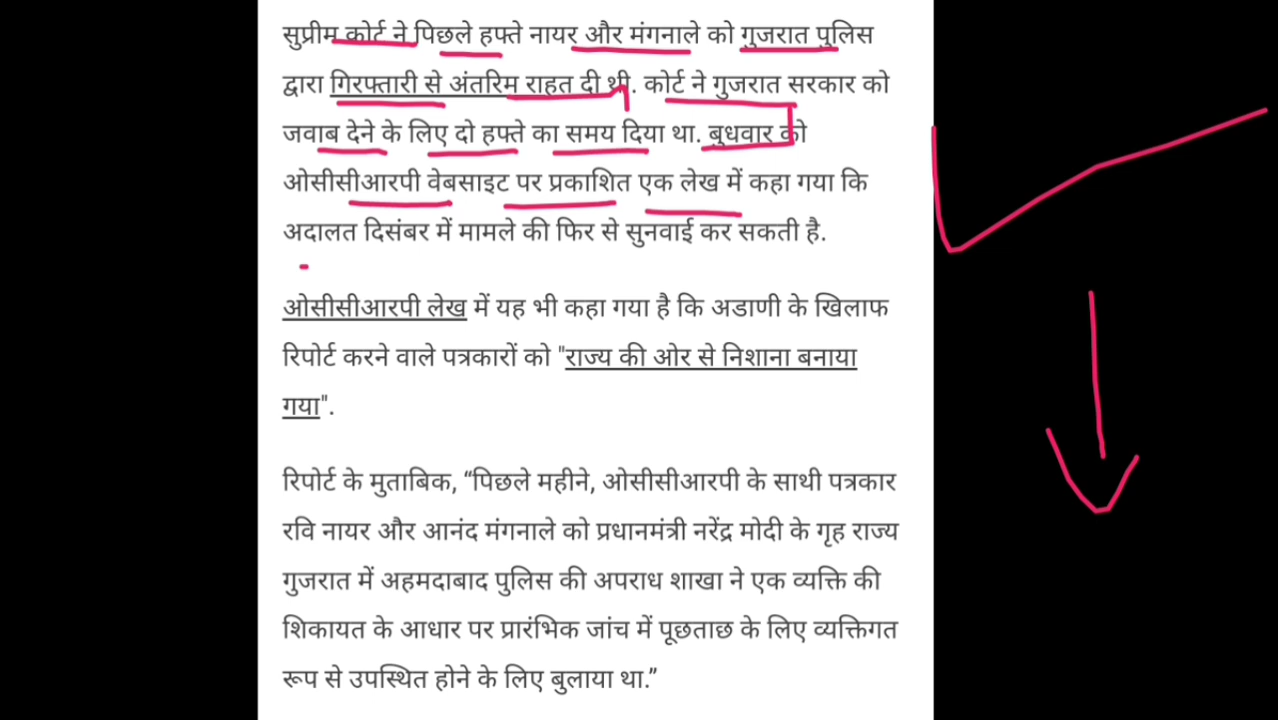 सुप्रीम कोर्ट ने पिछले हफ्ते नायर और मंगनाले को गुजरात पुलिस
द्वारा गिरफ्तारी से अंतरिम राहत दी थी. कोर्ट ने गुजरात सरकार को
जवाब देने के लिए दो हफ्ते का समय दिया था. बुधवार को
ओसीसीआरपी वेबसाइट पर प्रकाशित एक लेख में कहा गया कि
अदालत दिसंबर में मामले की फिर से सुनवाई कर सकती है.
ओसीसीआरपी लेख में यह भी कहा गया है कि अडाणी के खिलाफ
रिपोर्ट करने वाले पत्रकारों को "राज्य की ओर से निशाना बनाया
गया".
रिपोर्ट के मुताबिक, “पिछले महीने, ओसीसीआरपी के साथी पत्रकार
रवि नायर और आनंद मंगनाले को प्रधानमंत्री नरेंद्र मोदी के गृह राज्य
गुजरात में अहमदाबाद पुलिस की अपराध शाखा ने एक व्यक्ति की
शिकायत के आधार पर प्रारंभिक जांच में पूछताछ के लिए व्यक्तिगत
रूप से उपस्थित होने के लिए बुलाया था.”